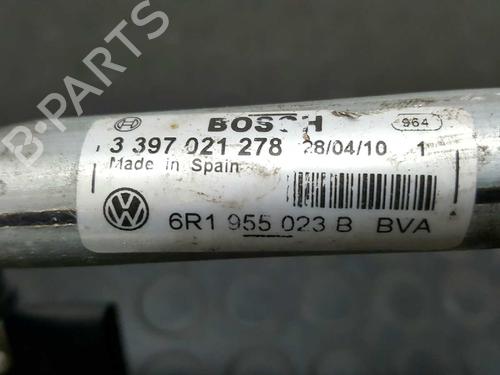 B-PARTS
BOSCH 964
3 397 021 278 28/04/10 1
Made in Spain
6R1 955 023 B BVA